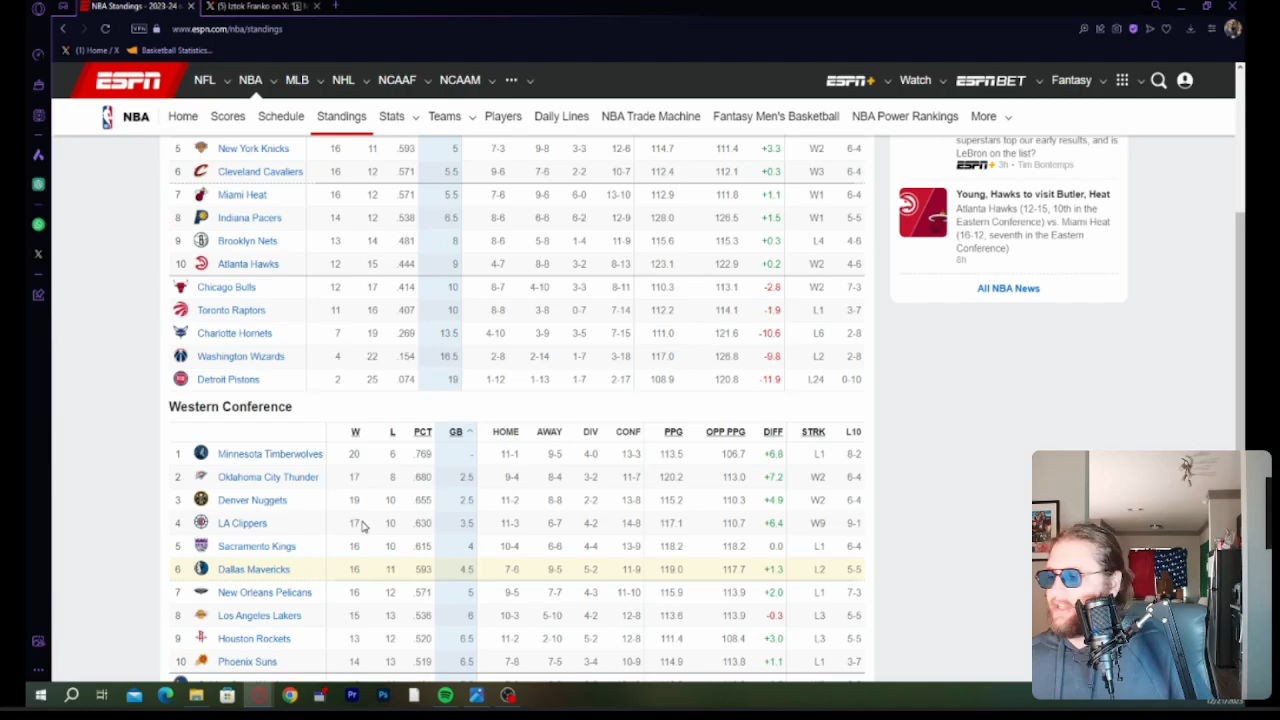 NBA Standings - 2023-24
(5) Iztok Franko on X:
VPN www.espn.com/nba/standings
(1) Home / X Basketball Statistics...
ESPN NFL NBA MLB NHL NCAAF NCAAM ESPN+ Watch ESPN BET Fantasy
NBA Home Scores Schedule Standings Stats Teams Players Daily Lines NBA Trade Machine Fantasy Men's Basketball NBA Power Rankings More
5 New York Knicks 16 11 .593 5 7-3 9-8 3-3 12-6 114.7 111.4 +3.3 W2 6-4
6 Cleveland Cavaliers 16 12 .571 5.5 9-6 7-6 2-2 10-7 112.4 112.1 +0.3 W3 6-4
7 Miami Heat 16 12 .571 5.5 7-6 9-6 6-0 13-10 112.9 111.8 +1.1 W1 6-4
8 Indiana Pacers 14 12 .538 6.5 8-6 6-6 6-2 12-9 128.0 126.5 +1.5 W1 5-5
9 Brooklyn Nets 13 14 .481 8 8-6 5-8 1-4 11-9 115.6 115.3 +0.3 L4 4-6
10 Atlanta Hawks 12 15 .444 9 4-7 8-8 3-2 8-13 123.1 122.9 +0.2 W2 4-6
Chicago Bulls 12 17 .414 10 8-7 4-10 3-3 8-11 110.3 113.1 -2.8 W2 7-3
Toronto Raptors 11 16 .407 10 8-8 3-8 0-7 7-14 112.2 114.1 -1.9 L1 3-7
Charlotte Hornets 7 19 .269 13.5 4-10 3-9 3-5 7-15 111.0 121.6 -10.6 L6 2-8
Washington Wizards 4 22 .154 16.5 2-8 2-14 1-7 3-18 117.0 126.8 -9.8 L2 2-8
Detroit Pistons 2 25 .074 19 1-12 1-13 1-7 2-17 108.9 120.8 -11.9 L24 0-10
superstars top our early results, and is
LeBron on the list?
ESPN+ 3h • Tim Bontemps
Young, Hawks to visit Butler, Heat
Atlanta Hawks (12-15, 10th in the
Eastern Conference) vs. Miami Heat
(16-12, seventh in the Eastern
Conference)
8h
All NBA News
Western Conference
W L PCT GB HOME AWAY DIV CONF PPG OPP PPG DIFF STRK L10
1 Minnesota Timberwolves 20 6 .769 - 11-1 9-5 4-0 13-3 113.5 106.7 +6.8 L1 8-2
2 Oklahoma City Thunder 17 8 .680 2.5 9-4 8-4 3-2 11-7 120.2 113.0 +7.2 W2 6-4
3 Denver Nuggets 19 10 .655 2.5 11-2 8-8 2-2 13-8 115.2 110.3 +4.9 W2 6-4
4 LA Clippers 17 10 .630 3.5 11-3 6-7 4-2 14-8 117.1 110.7 +6.4 W9 9-1
5 Sacramento Kings 16 10 .615 4 10-4 6-6 4-4 13-9 118.2 118.2 0.0 L1 6-4
6 Dallas Mavericks 16 11 .593 7-6 9-5 5-2 11-9 119.0 117.7 +1.3 L2 5-5
7 New Orleans Pelicans 16 12 .571 5 9-5 7-7 4-3 11-10 115.9 113.9 +2.0 L1 7-3
8 Los Angeles Lakers 15 13 .536 6 10-3 5-10 4-2 12-8 113.6 113.9 -0.3 L3 5-5
9 Houston Rockets 13 12 .520 6.5 11-2 2-10 5-2 12-8 111.4 108.4 +3.0 L3 5-5
10 Phoenix Suns 14 13 .519 6.5 7-8 7-5 3-4 10-9 114.9 113.8 +1.1 L1 3-7